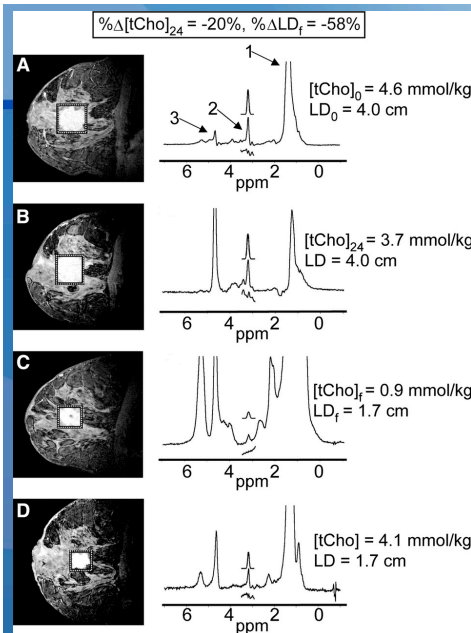 %Δ[tCho]24 = -20%, %ΔLDf = -58%
A
1
2
3
[tCho]0 = 4.6 mmol/kg
LD0 = 4.0 cm
6 4 2 0
ppm
B
[tCho]24 = 3.7 mmol/kg
LD = 4.0 cm
6 4 2 0
ppm
C
[tCho]f = 0.9 mmol/kg
LDf = 1.7 cm
6 4 2 0
ppm
D
[tCho] = 4.1 mmol/kg
LD = 1.7 cm
6 4 2 0
ppm